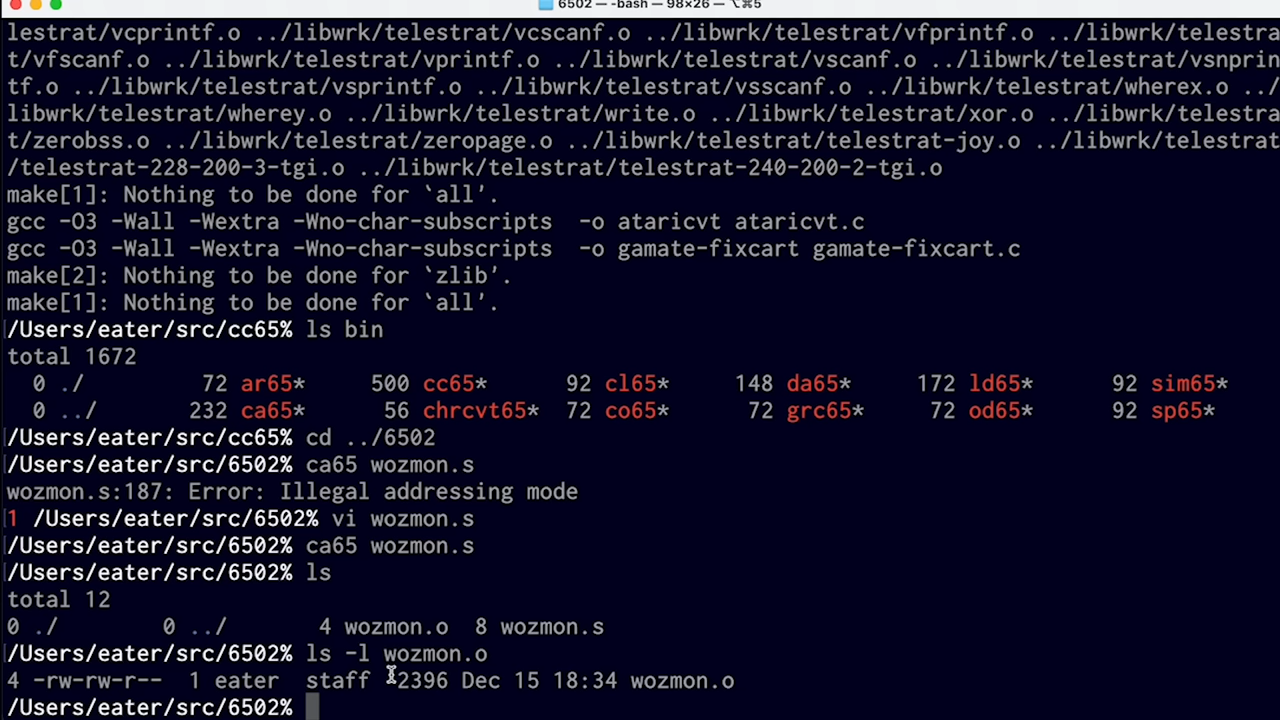 6502 — -bash — 98×26 — ⌥⌘5
lestrat/vcprintf.o ../libwrk/telestrat/vcscanf.o ../libwrk/telestrat/vfprintf.o ../libwrk/telestra
t/vfscanf.o ../libwrk/telestrat/vprintf.o ../libwrk/telestrat/vscanf.o ../libwrk/telestrat/vsnprin
tf.o ../libwrk/telestrat/vsprintf.o ../libwrk/telestrat/vsscanf.o ../libwrk/telestrat/wherex.o ../
libwrk/telestrat/wherey.o ../libwrk/telestrat/write.o ../libwrk/telestrat/xor.o ../libwrk/telestra
t/zerobss.o ../libwrk/telestrat/zeropage.o ../libwrk/telestrat/telestrat-joy.o ../libwrk/telestrat
/telestrat-228-200-3-tgi.o ../libwrk/telestrat/telestrat-240-200-2-tgi.o
make[1]: Nothing to be done for `all'.
gcc -O3 -Wall -Wextra -Wno-char-subscripts  -o ataricvt ataricvt.c
gcc -O3 -Wall -Wextra -Wno-char-subscripts  -o gamate-fixcart gamate-fixcart.c
make[2]: Nothing to be done for `zlib'.
make[1]: Nothing to be done for `all'.
/Users/eater/src/cc65% ls bin
total 1672
0 ./ 72 ar65* 500 cc65* 92 cl65* 148 da65* 172 ld65* 92 sim65*
0 ../ 232 ca65* 56 chrcvt65* 72 co65* 72 grc65* 72 od65* 92 sp65*
/Users/eater/src/cc65% cd ../6502
/Users/eater/src/6502% ca65 wozmon.s
wozmon.s:187: Error: Illegal addressing mode
1 /Users/eater/src/6502% vi wozmon.s
/Users/eater/src/6502% ca65 wozmon.s
/Users/eater/src/6502% ls
total 12
0 ./ 0 ../ 4 wozmon.o 8 wozmon.s
/Users/eater/src/6502% ls -l wozmon.o
4 -rw-rw-r-- 1 eater staff 2396 Dec 15 18:34 wozmon.o
/Users/eater/src/6502%